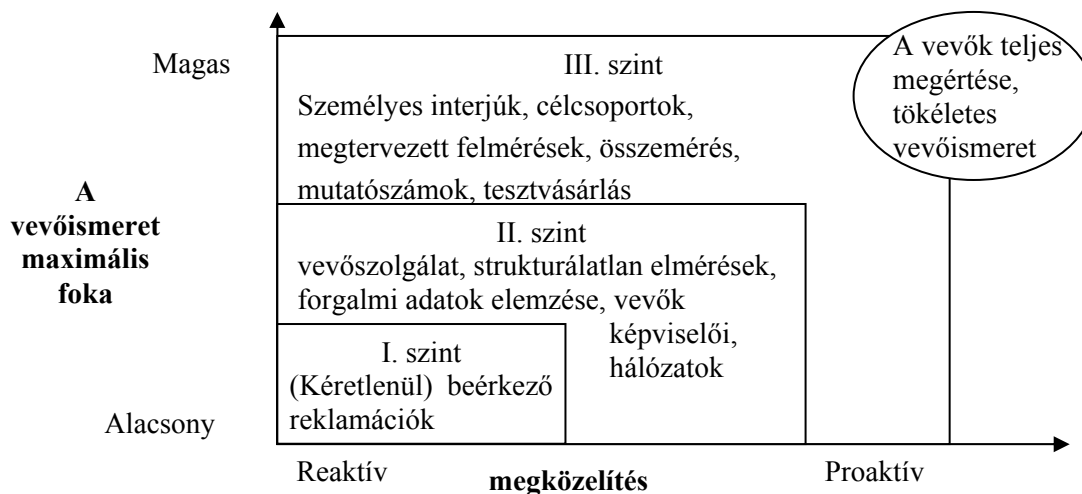 Magas
III. szint
Személyes interjúk, célcsoportok,
megtervezett felmérések, összemérés,
mutatószámok, tesztvásárlás
A vevők teljes
megértése,
tökéletes
vevőismeret
A
vevőismeret
maximális
foka
II. szint
vevőszolgálat, strukturálatlan elmérések,
forgalmi adatok elemzése, vevők
képviselői,
hálózatok
I. szint
(Kéretlenül) beérkező
reklamációk
Alacsony
Reaktív
megközelítés
Proaktív